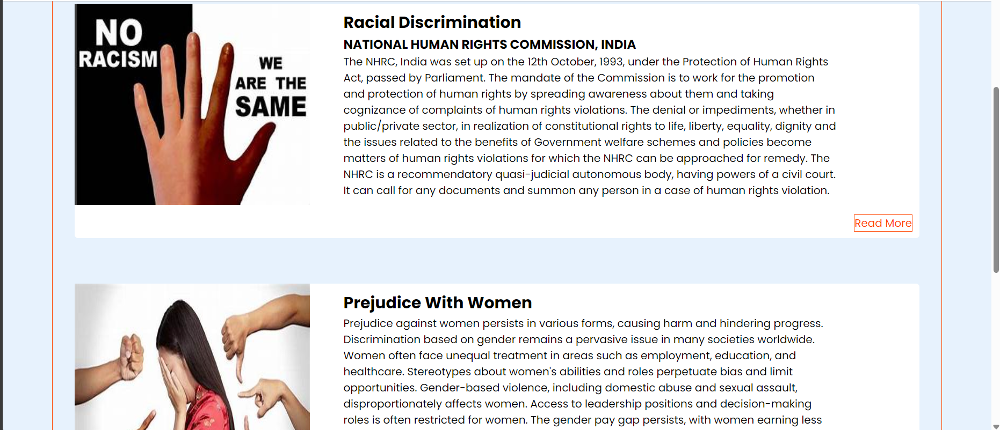 NO
RACISM
WE
ARE THE
SAME
Racial Discrimination
NATIONAL HUMAN RIGHTS COMMISSION, INDIA
The NHRC, India was set up on the 12th October, 1993, under the Protection of Human Rights
Act, passed by Parliament. The mandate of the Commission is to work for the promotion
and protection of human rights by spreading awareness about them and taking
cognizance of complaints of human rights violations. The denial or impediments, whether in
public/private sector, in realization of constitutional rights to life, liberty, equality, dignity and
the issues related to the benefits of Government welfare schemes and policies become
matters of human rights violations for which the NHRC can be approached for remedy. The
NHRC is a recommendatory quasi-judicial autonomous body, having powers of a civil court.
It can call for any documents and summon any person in a case of human rights violation.
Read More
Prejudice With Women
Prejudice against women persists in various forms, causing harm and hindering progress.
Discrimination based on gender remains a pervasive issue in many societies worldwide.
Women often face unequal treatment in areas such as employment, education, and
healthcare. Stereotypes about women's abilities and roles perpetuate bias and limit
opportunities. Gender-based violence, including domestic abuse and sexual assault,
disproportionately affects women. Access to leadership positions and decision-making
roles is often restricted for women. The gender pay gap persists, with women earning less